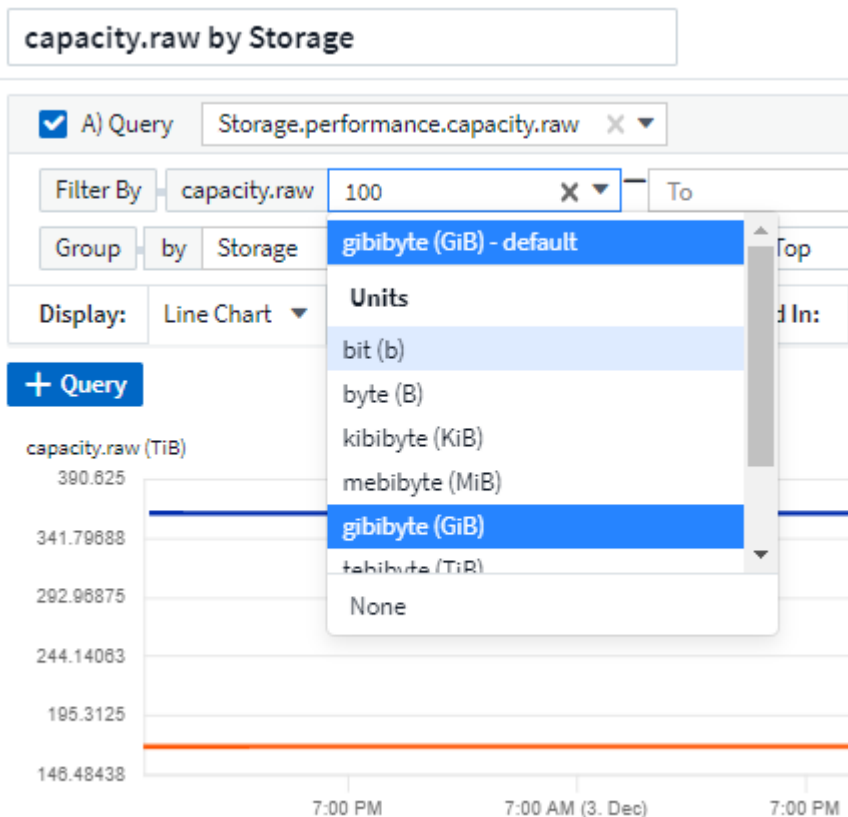 capacity.raw by Storage
A) Query Storage.performance.capacity.raw
Filter By capacity.raw 100 To
Group by Storage Top
gibibyte (GiB) - default
Units
bit (b)
byte (B)
kibibyte (KiB)
mebibyte (MiB)
gibibyte (GiB)
tebibyte (TiB)
None
Display: Line Chart d In:
+ Query
capacity.raw (TiB)
390.625
341.79688
292.96875
244.14063
195.3125
146.48438
7:00 PM 7:00 AM (3. Dec) 7:00 PM